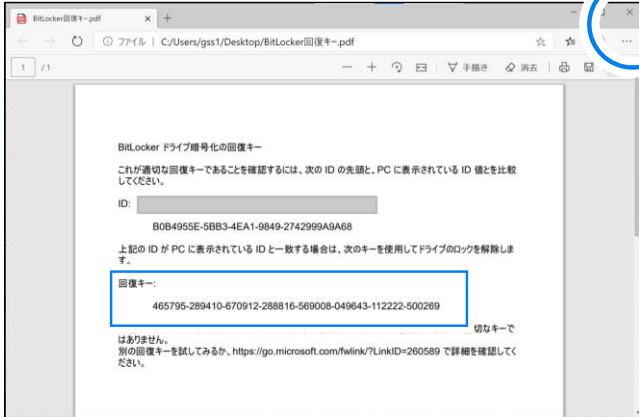 BitLocker回復キー.pdf
ファイル | C:/Users/gss1/Desktop/BitLocker回復キー.pdf
1 / 1
手描き 消去
BitLocker ドライブ暗号化の回復キー
これが適切な回復キーであることを確認するには、次の ID の先頭と、PC に表示されている ID 値とを比較
してください。
ID:
B0B4955E-5BB3-4EA1-9849-2742999A9A68
上記の ID が PC に表示されている ID と一致する場合は、次のキーを使用してドライブのロックを解除しま
す。
回復キー:
465795-289410-670912-288816-569008-049643-112222-500269
切なキーで
はありません。
別の回復キーを試してみるか、https://go.microsoft.com/fwlink/?LinkID=260589 で詳細を確認してく
ださい。